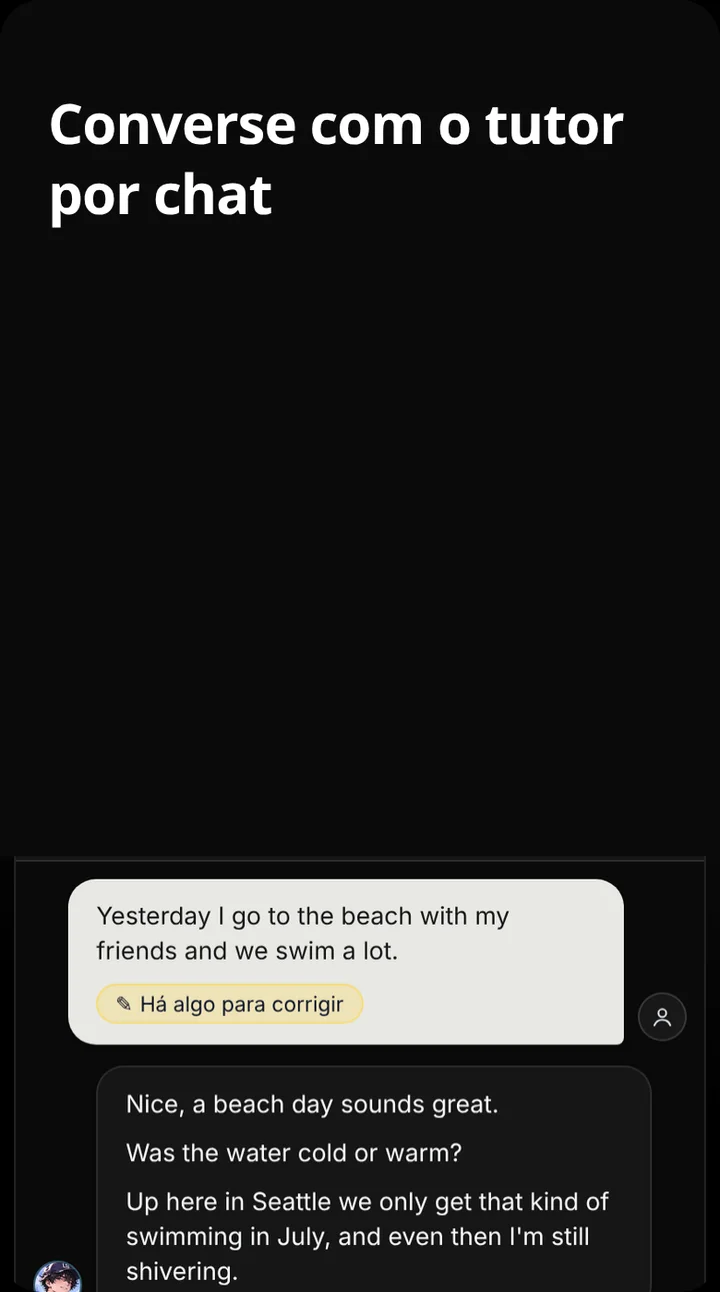 Converse com o tutor
por chat
Yesterday I go to the beach with my
friends and we swim a lot.
✎ Há algo para corrigir
Nice, a beach day sounds great.
Was the water cold or warm?
Up here in Seattle we only get that kind of
swimming in July, and even then I'm still
shivering.